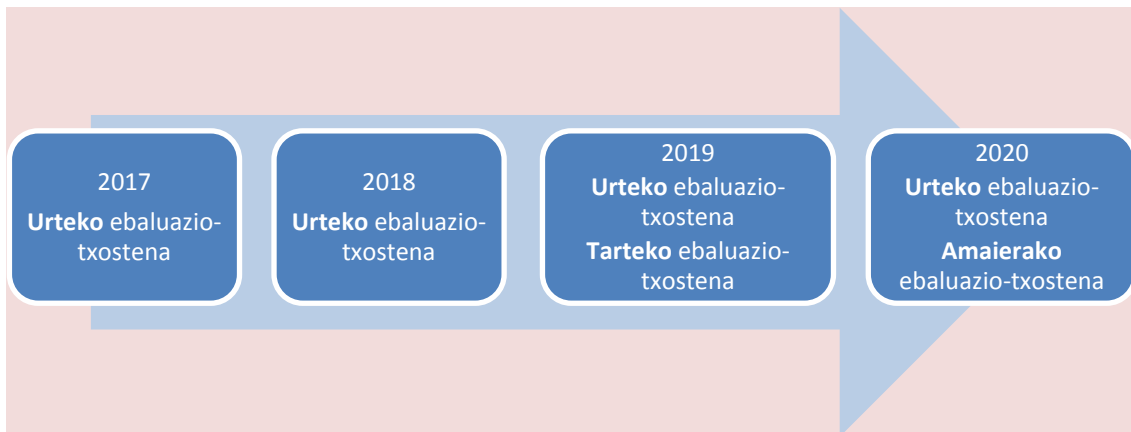 2017
Urteko ebaluazio-
txostena
2018
Urteko ebaluazio-
txostena
2019
Urteko ebaluazio-
txostena
Tarteko ebaluazio-
txostena
2020
Urteko ebaluazio-
txostena
Amaierako
ebaluazio-txostena